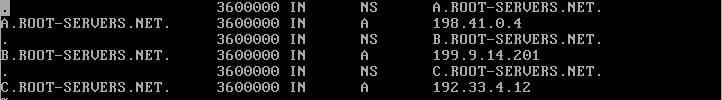 . 3600000 IN NS A.ROOT-SERVERS.NET.
A.ROOT-SERVERS.NET. 3600000 IN A 198.41.0.4
. 3600000 IN NS B.ROOT-SERVERS.NET.
B.ROOT-SERVERS.NET. 3600000 IN A 199.9.14.201
. 3600000 IN NS C.ROOT-SERVERS.NET.
C.ROOT-SERVERS.NET. 3600000 IN A 192.33.4.12